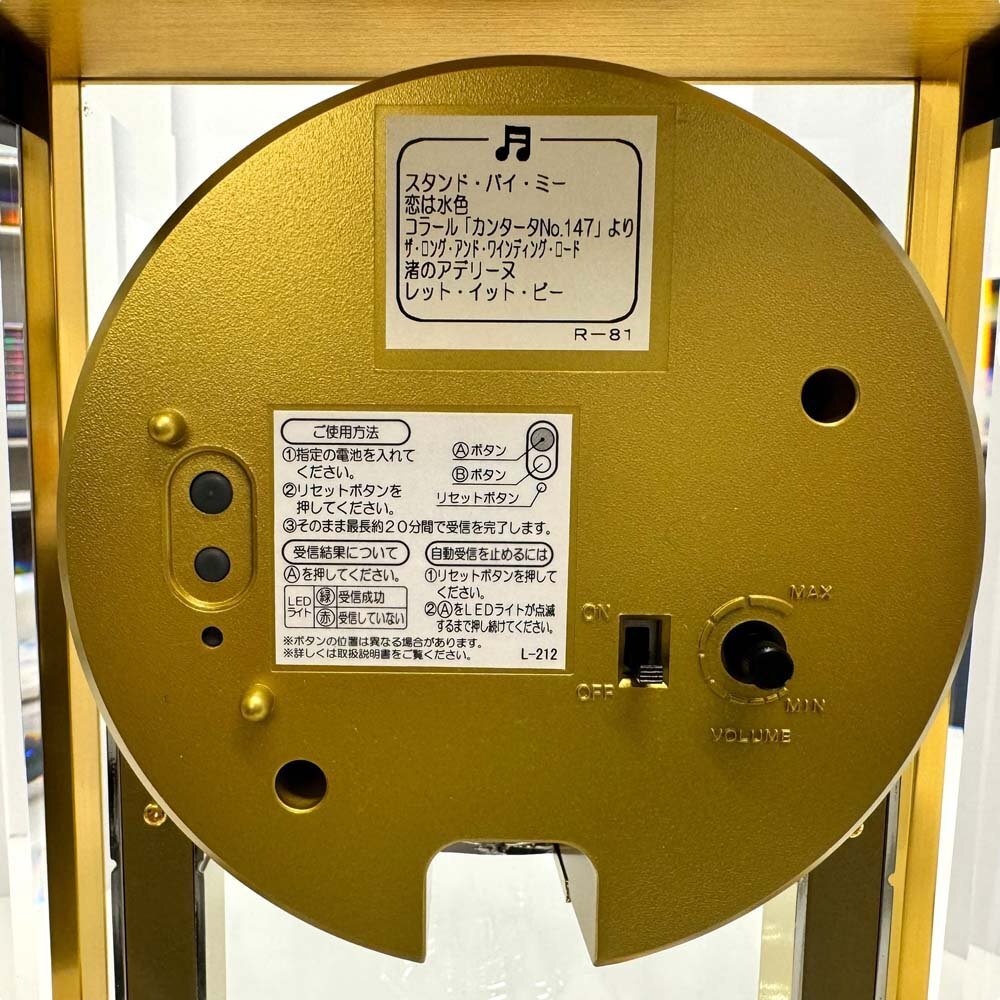 スタンド・バイ・ミー
恋は水色
コラール「カンタータNo.147」より
ザ・ロング・アンド・ワインディング・ロード
渚のアデリーヌ
レット・イット・ビー
R-81
ご使用方法
①指定の電池を入れて
ください。
②リセットボタンを
押してください。
③そのまま最長約20分間で受信を完了します。
Ⓐボタン
Ⓑボタン
リセットボタン
受信結果について
Ⓐを押してください。
LED
ライト
緑 受信成功
赤 受信していない
自動受信を止めるには
①リセットボタンを押して
ください。
②ⒶをLEDライトが点滅
するまで押し続けてください。
※ボタンの位置は異なる場合があります。
※詳しくは取扱説明書をご覧ください。
L-212
ON
OFF
MAX
MIN
VOLUME